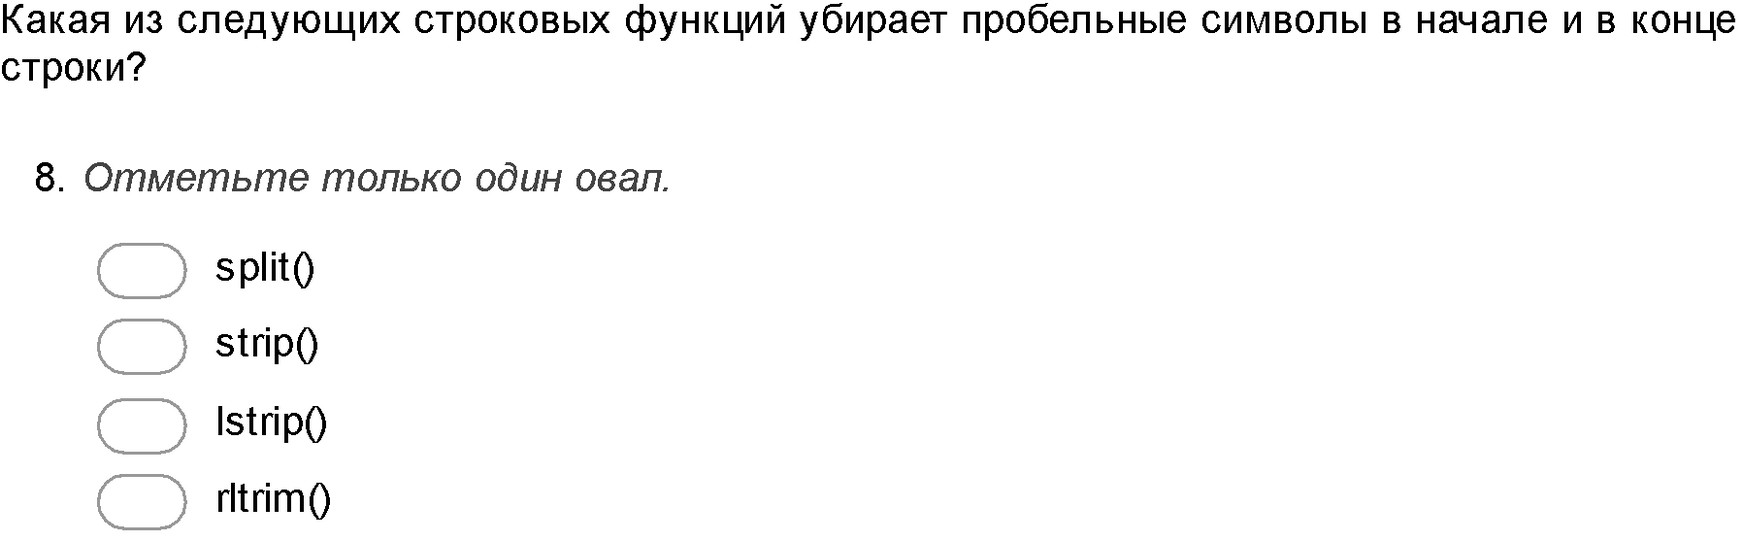 Какая из следующих строковых функций убирает пробельные символы в начале и в конце
строки?
8. Отметьте только один овал.
split()
strip()
lstrip()
rltrim()